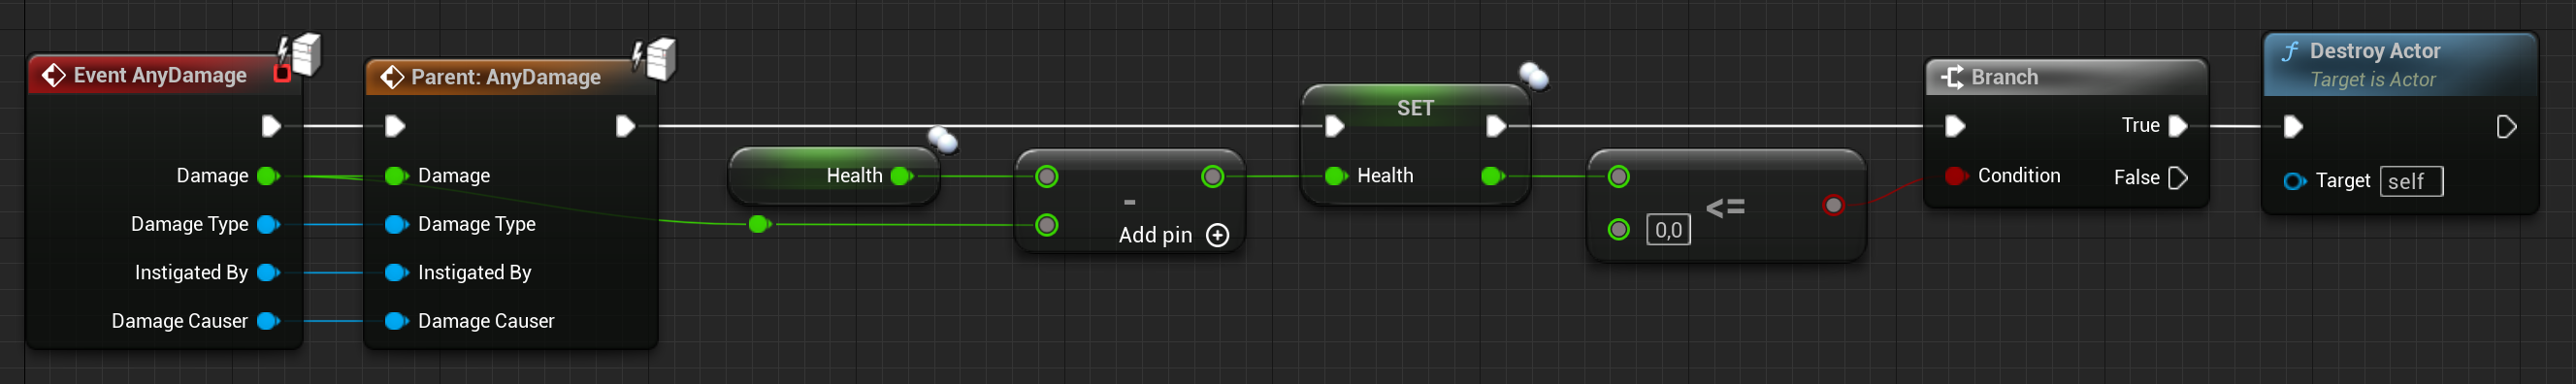 Event AnyDamage
Damage
Damage Type
Instigated By
Damage Causer
Parent: AnyDamage
Damage
Damage Type
Instigated By
Damage Causer
Health
-
Add pin
SET
Health
0,0
<=
Branch
True
Condition
False
f Destroy Actor
Target is Actor
Target self